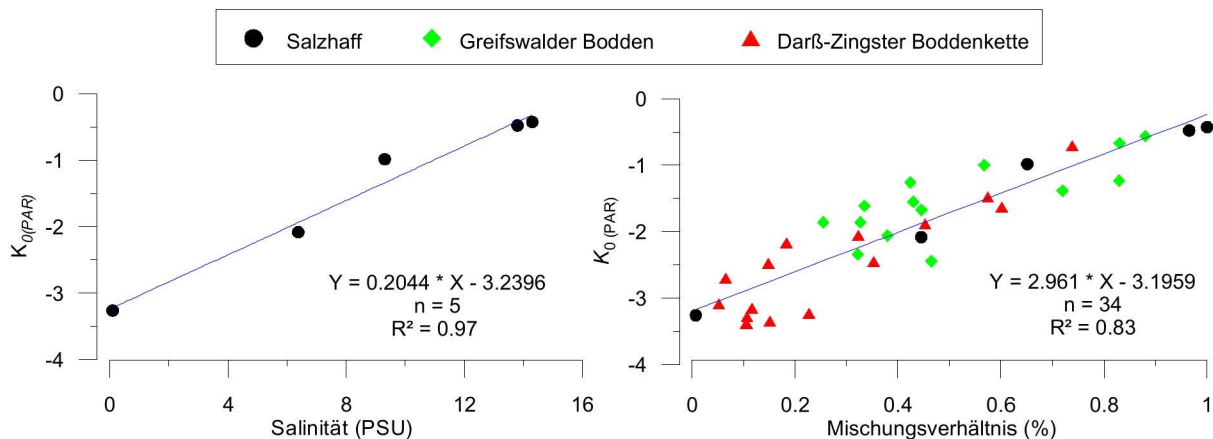 Salzhaff Greifswalder Bodden Darß-Zingster Boddenkette
K0(PAR)
0
-1
-2
-3
-4
Y = 0.2044 * X - 3.2396
n = 5
R² = 0.97
0 4 8 12 16
Salinität (PSU)
K0 (PAR)
0
-1
-2
-3
-4
Y = 2.961 * X - 3.1959
n = 34
R² = 0.83
0 0.2 0.4 0.6 0.8 1
Mischungsverhältnis (%)